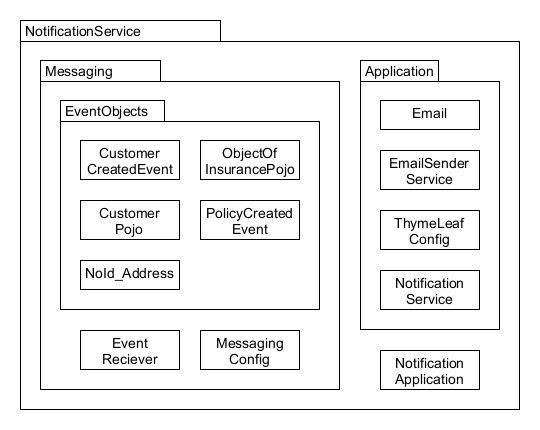 NotificationService
Messaging
EventObjects
Customer
CreatedEvent
ObjectOf
InsurancePojo
Customer
Pojo
PolicyCreated
Event
NoId_Address
Event
Reciever
Messaging
Config
Application
Email
EmailSender
Service
ThymeLeaf
Config
Notification
Service
Notification
Application